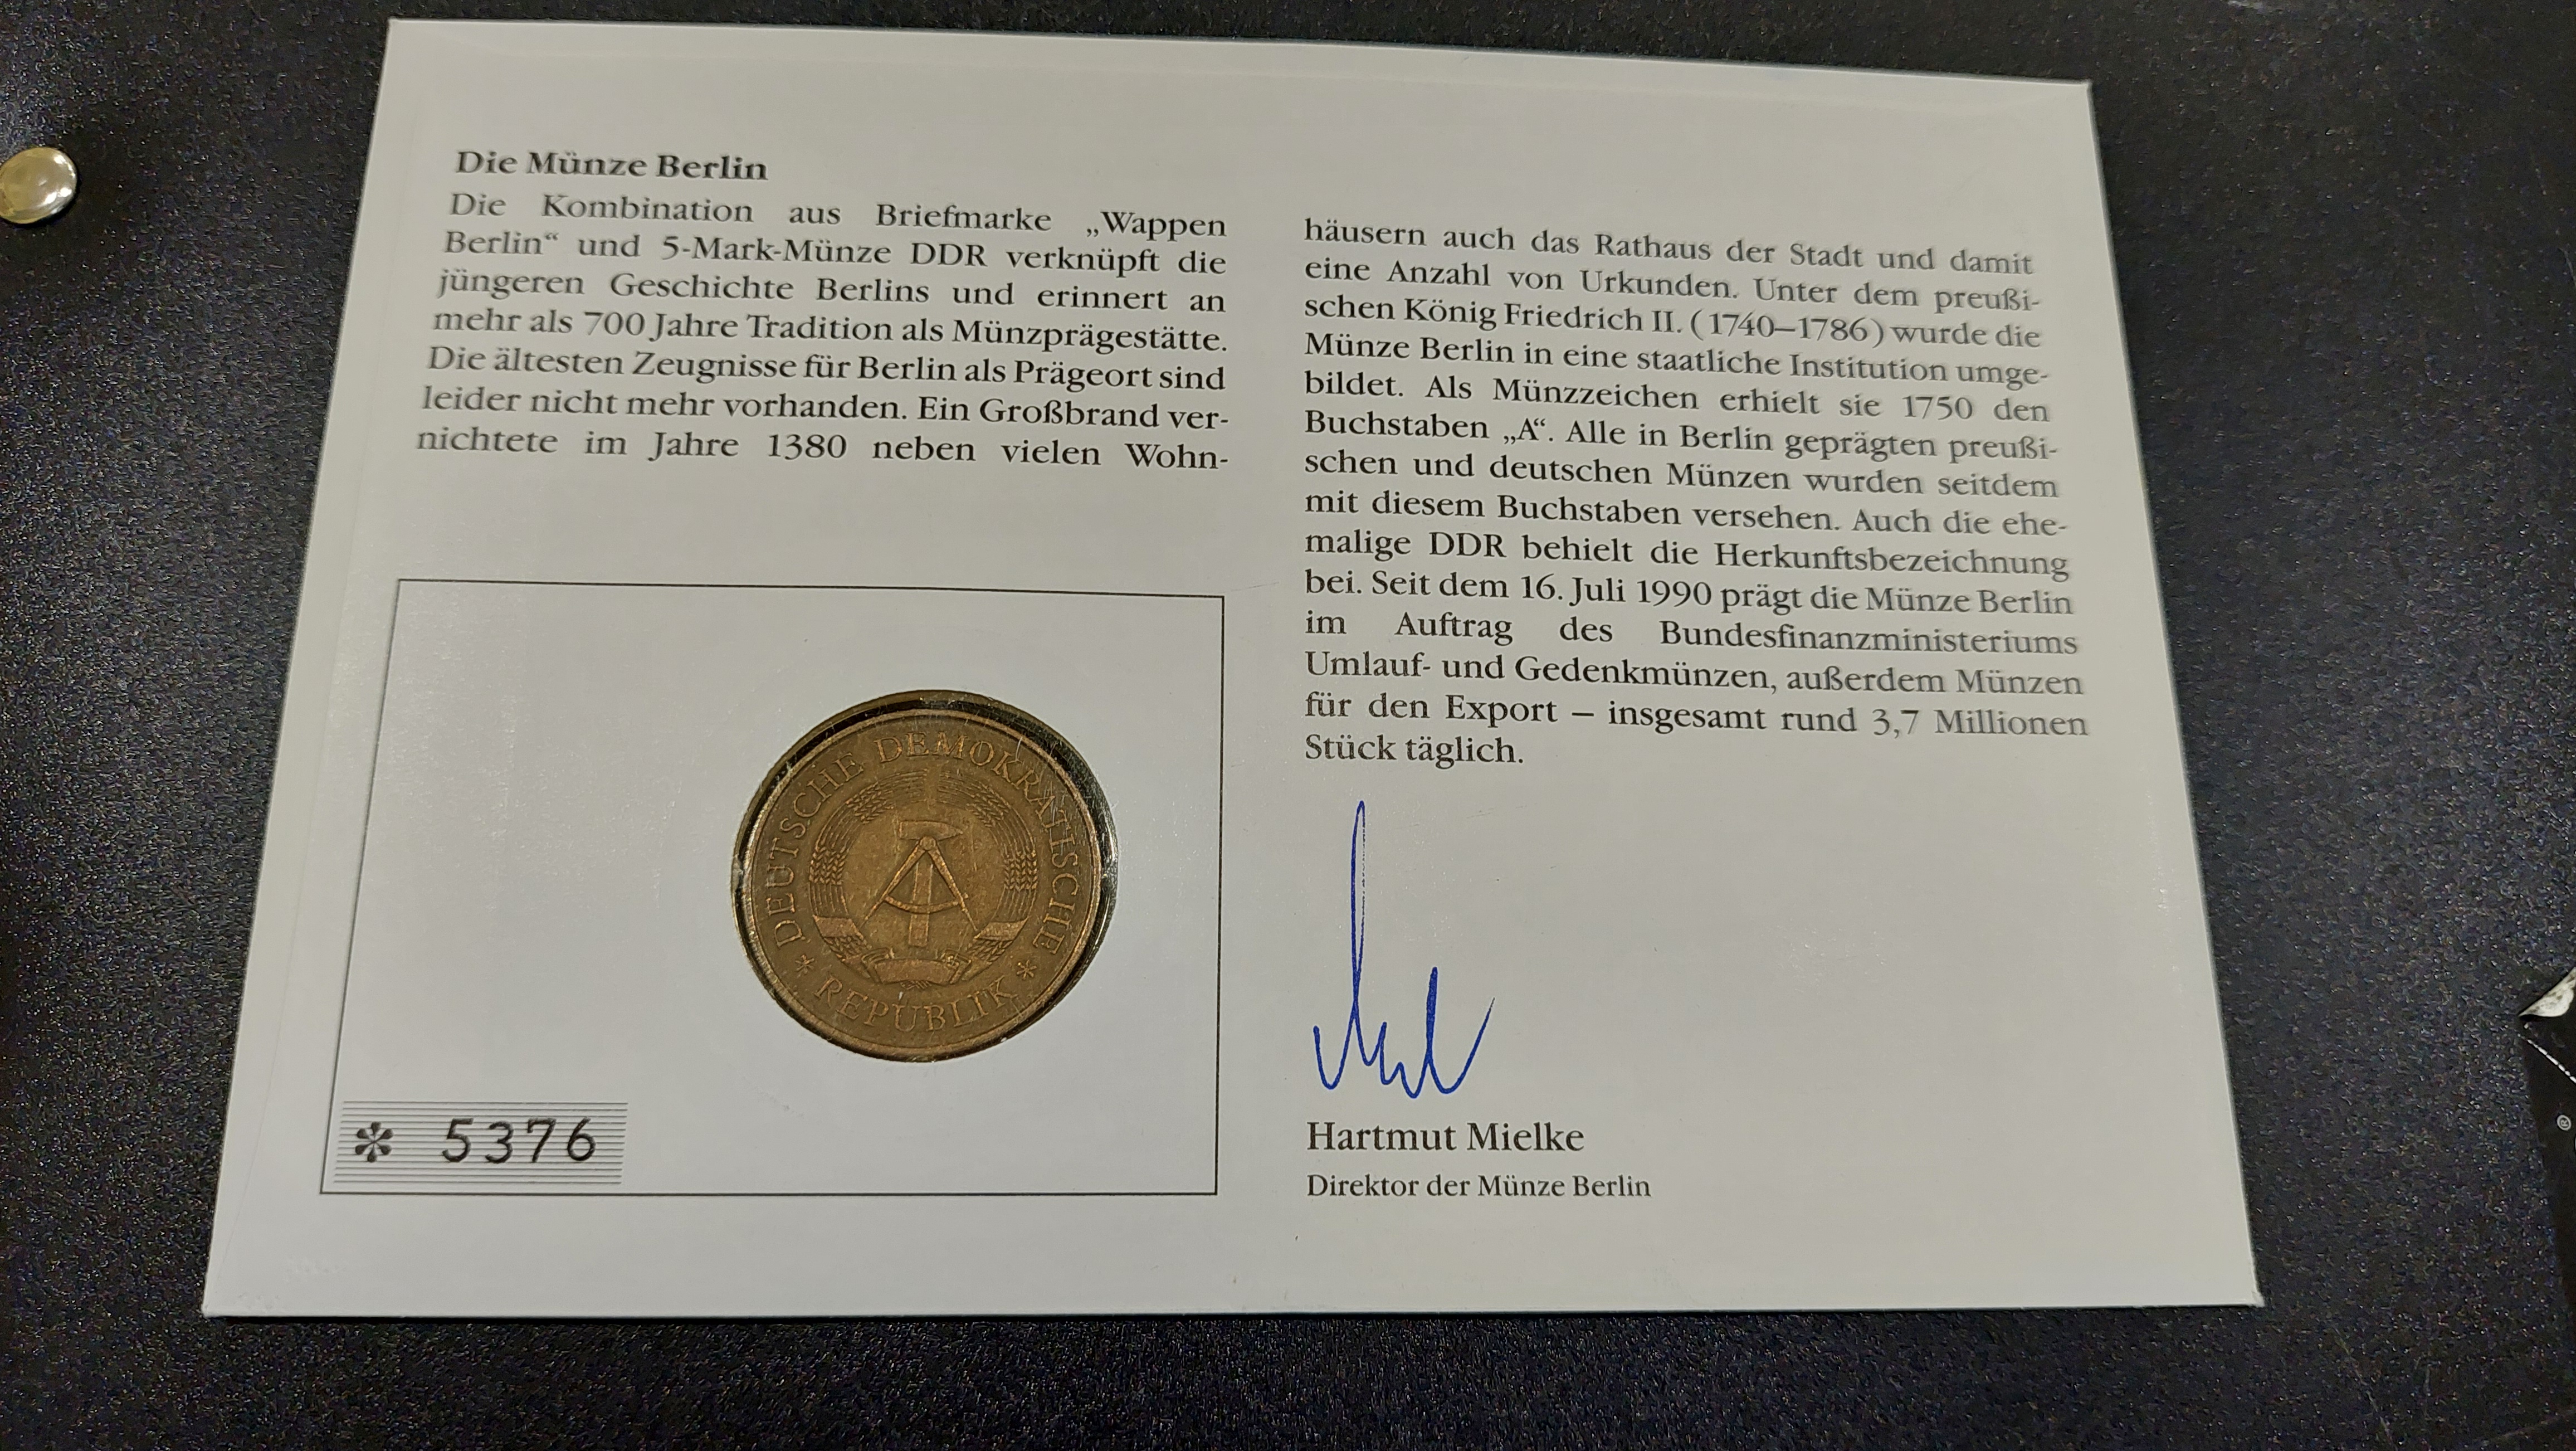 Die Münze Berlin
Die Kombination aus Briefmarke „Wappen
Berlin“ und 5-Mark-Münze DDR verknüpft die
jüngeren Geschichte Berlins und erinnert an
mehr als 700 Jahre Tradition als Münzprägestätte.
Die ältesten Zeugnisse für Berlin als Prägeort sind
leider nicht mehr vorhanden. Ein Großbrand ver-
nichtete im Jahre 1380 neben vielen Wohn-
häusern auch das Rathaus der Stadt und damit
eine Anzahl von Urkunden. Unter dem preußi-
schen König Friedrich II. (1740–1786) wurde die
Münze Berlin in eine staatliche Institution umge-
bildet. Als Münzzeichen erhielt sie 1750 den
Buchstaben „A“. Alle in Berlin geprägten preußi-
schen und deutschen Münzen wurden seitdem
mit diesem Buchstaben versehen. Auch die ehe-
malige DDR behielt die Herkunftsbezeichnung
bei. Seit dem 16. Juli 1990 prägt die Münze Berlin
im Auftrag des Bundesfinanzministeriums
Umlauf- und Gedenkmünzen, außerdem Münzen
für den Export – insgesamt rund 3,7 Millionen
Stück täglich.
DEUTSCHE DEMOKRATISCHE
* REPUBLIK *
* 5376
Hartmut Mielke
Direktor der Münze Berlin
®